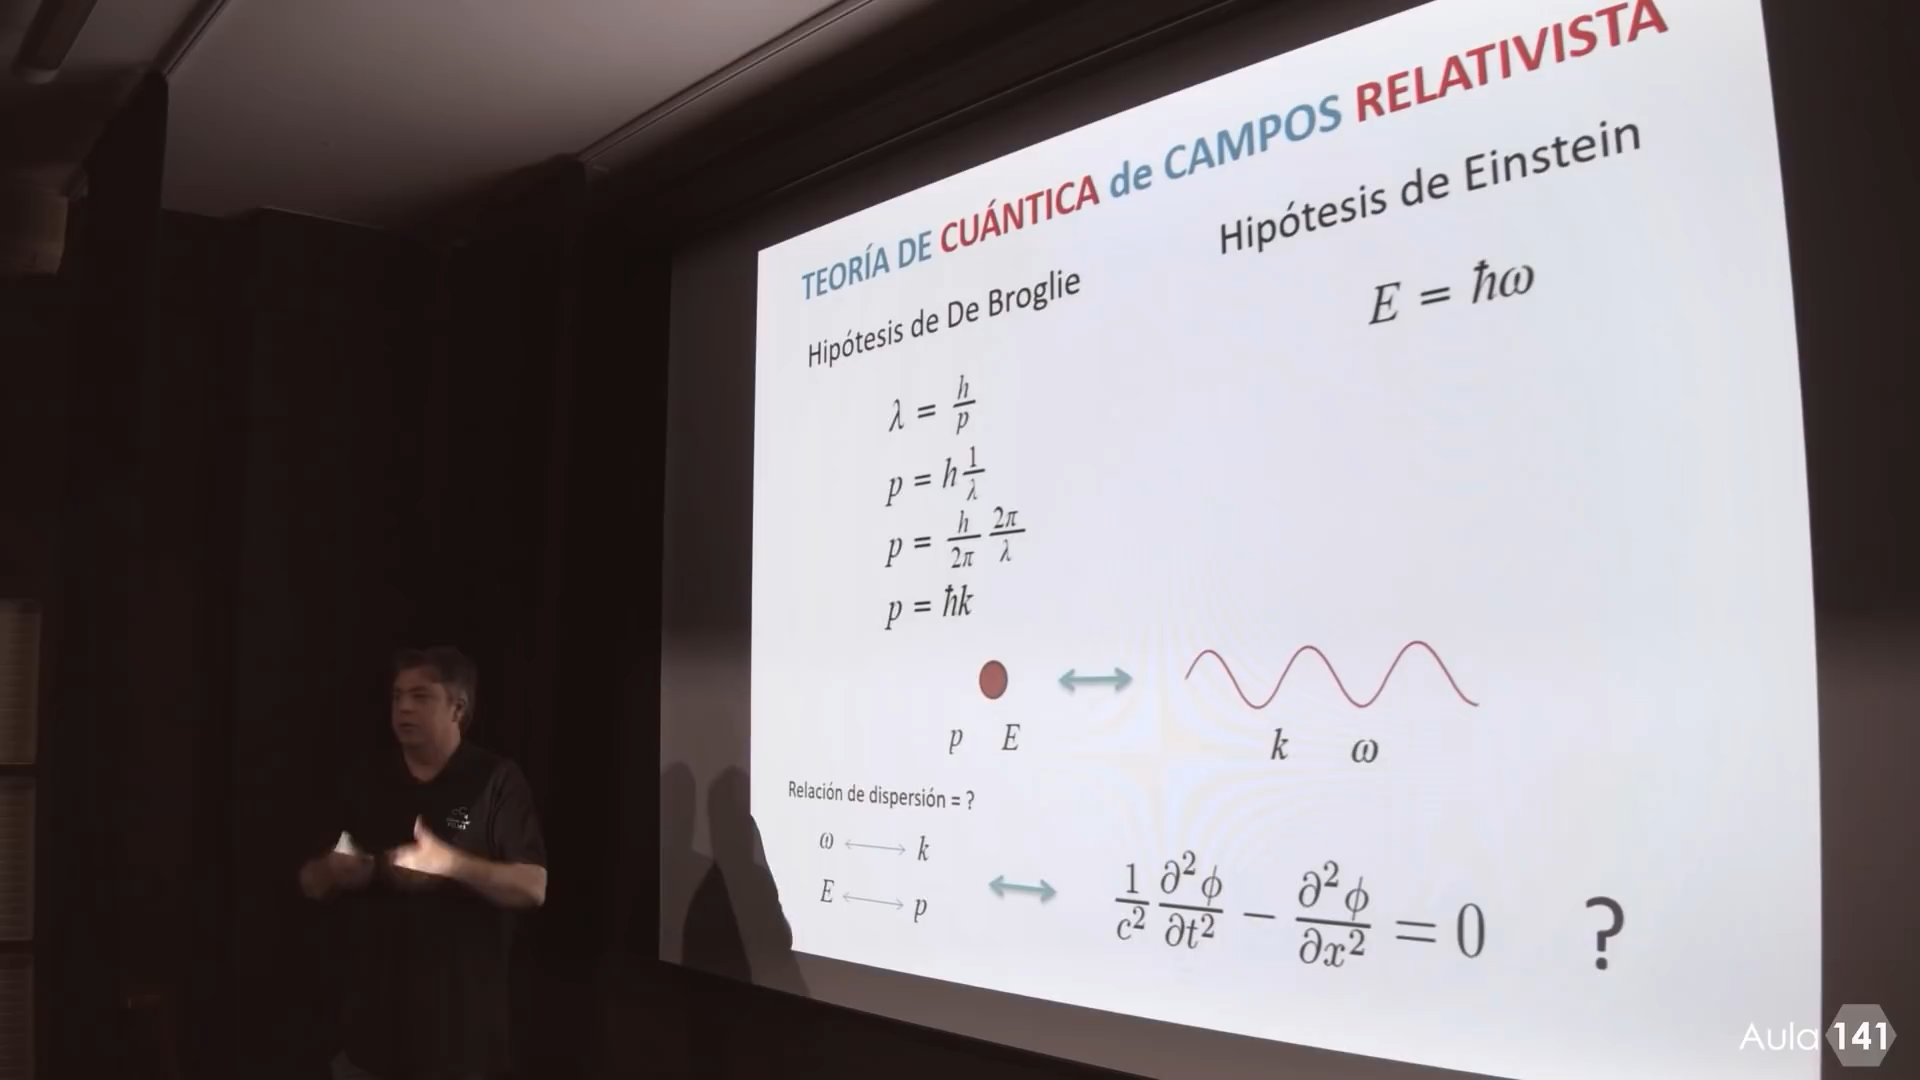 TEORÍA DE CUÁNTICA de CAMPOS RELATIVISTA
Hipótesis de De Broglie
Hipótesis de Einstein
E = ħω
λ = h/p
p = h 1/λ
p = h/2π 2π/λ
p = ħk
p E
k ω
Relación de dispersión = ?
ω ⟷ k
E ⟷ p
1/c² ∂²ϕ/∂t² − ∂²ϕ/∂x² = 0 ?
Aula 141